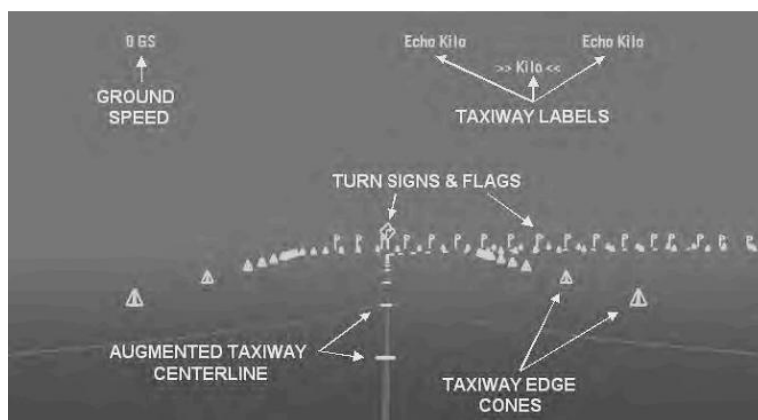 0 GS
Echo Kilo
Echo Kilo
>> Kilo <<
GROUND
SPEED
TAXIWAY LABELS
TURN SIGNS & FLAGS
AUGMENTED TAXIWAY
CENTERLINE
TAXIWAY EDGE
CONES